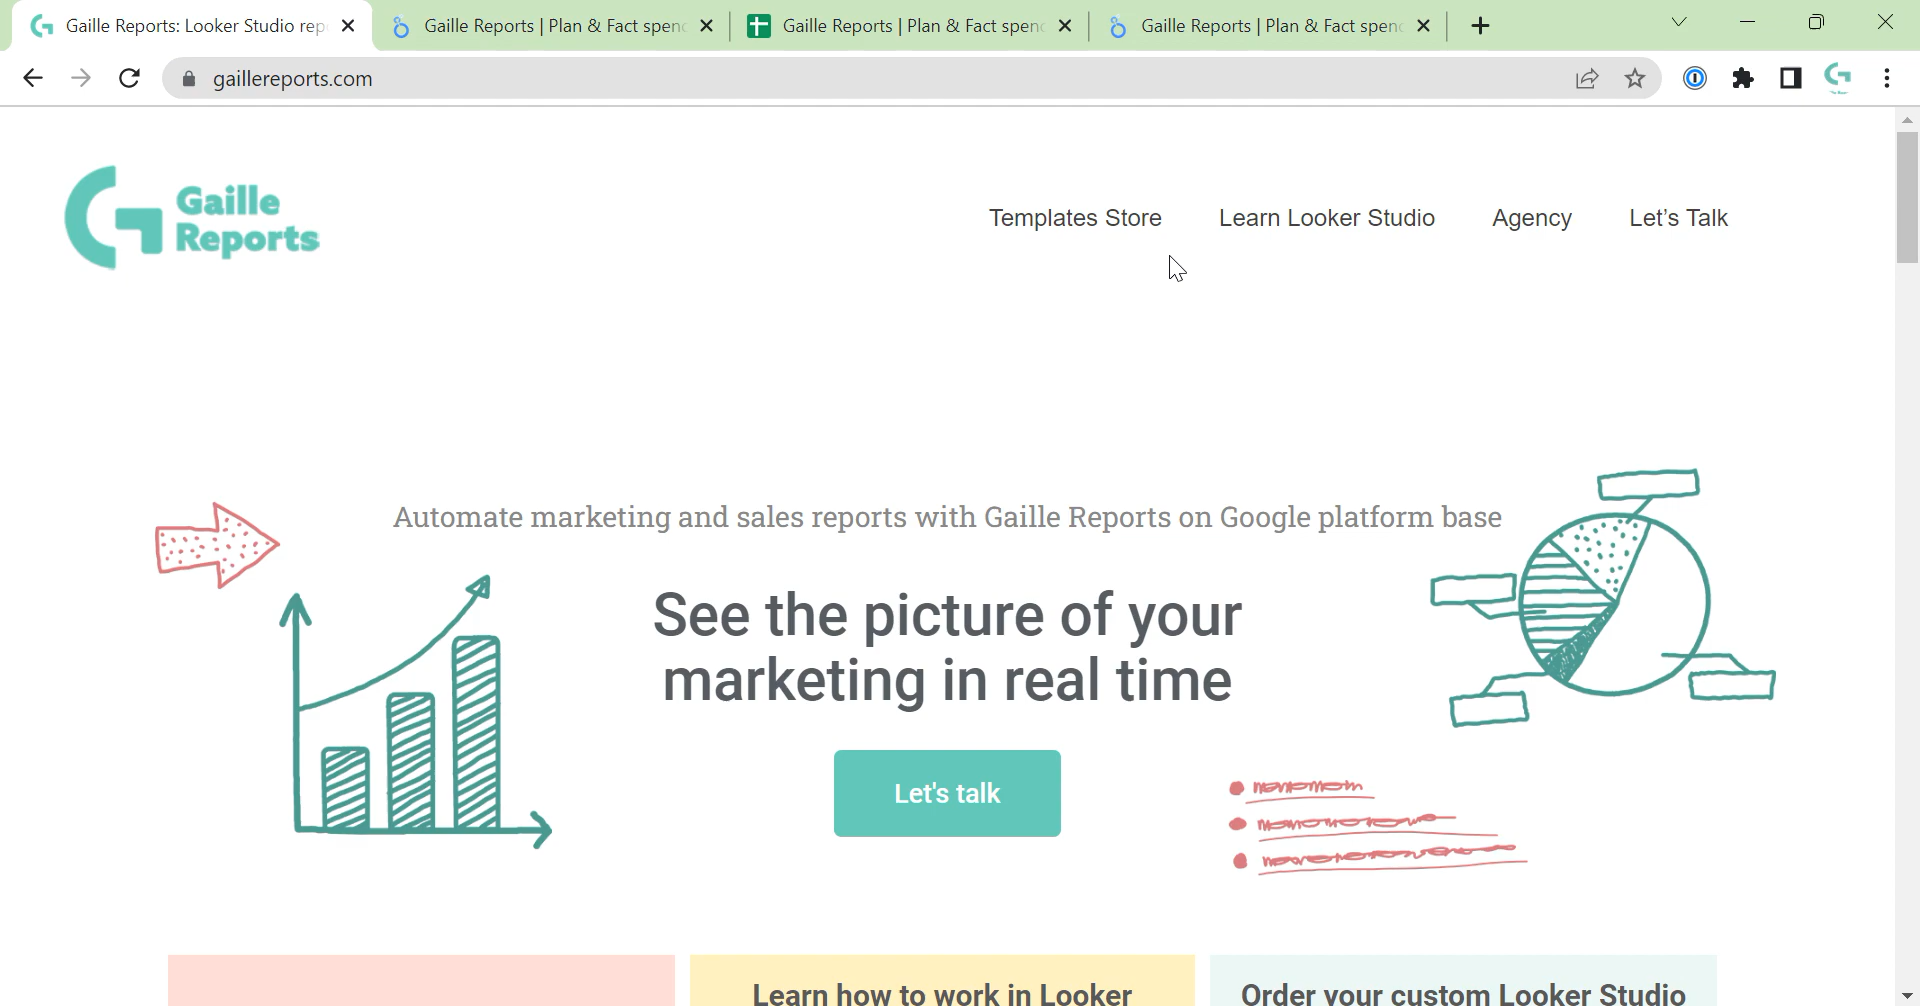 Gaille Reports: Looker Studio rep
Gaille Reports | Plan & Fact spen
Gaille Reports | Plan & Fact spen
Gaille Reports | Plan & Fact spen
gaillereports.com
Gaille
Reports
Templates Store
Learn Looker Studio
Agency
Let’s Talk
Automate marketing and sales reports with Gaille Reports on Google platform base
See the picture of your
marketing in real time
Let's talk
Learn how to work in Looker
Order your custom Looker Studio